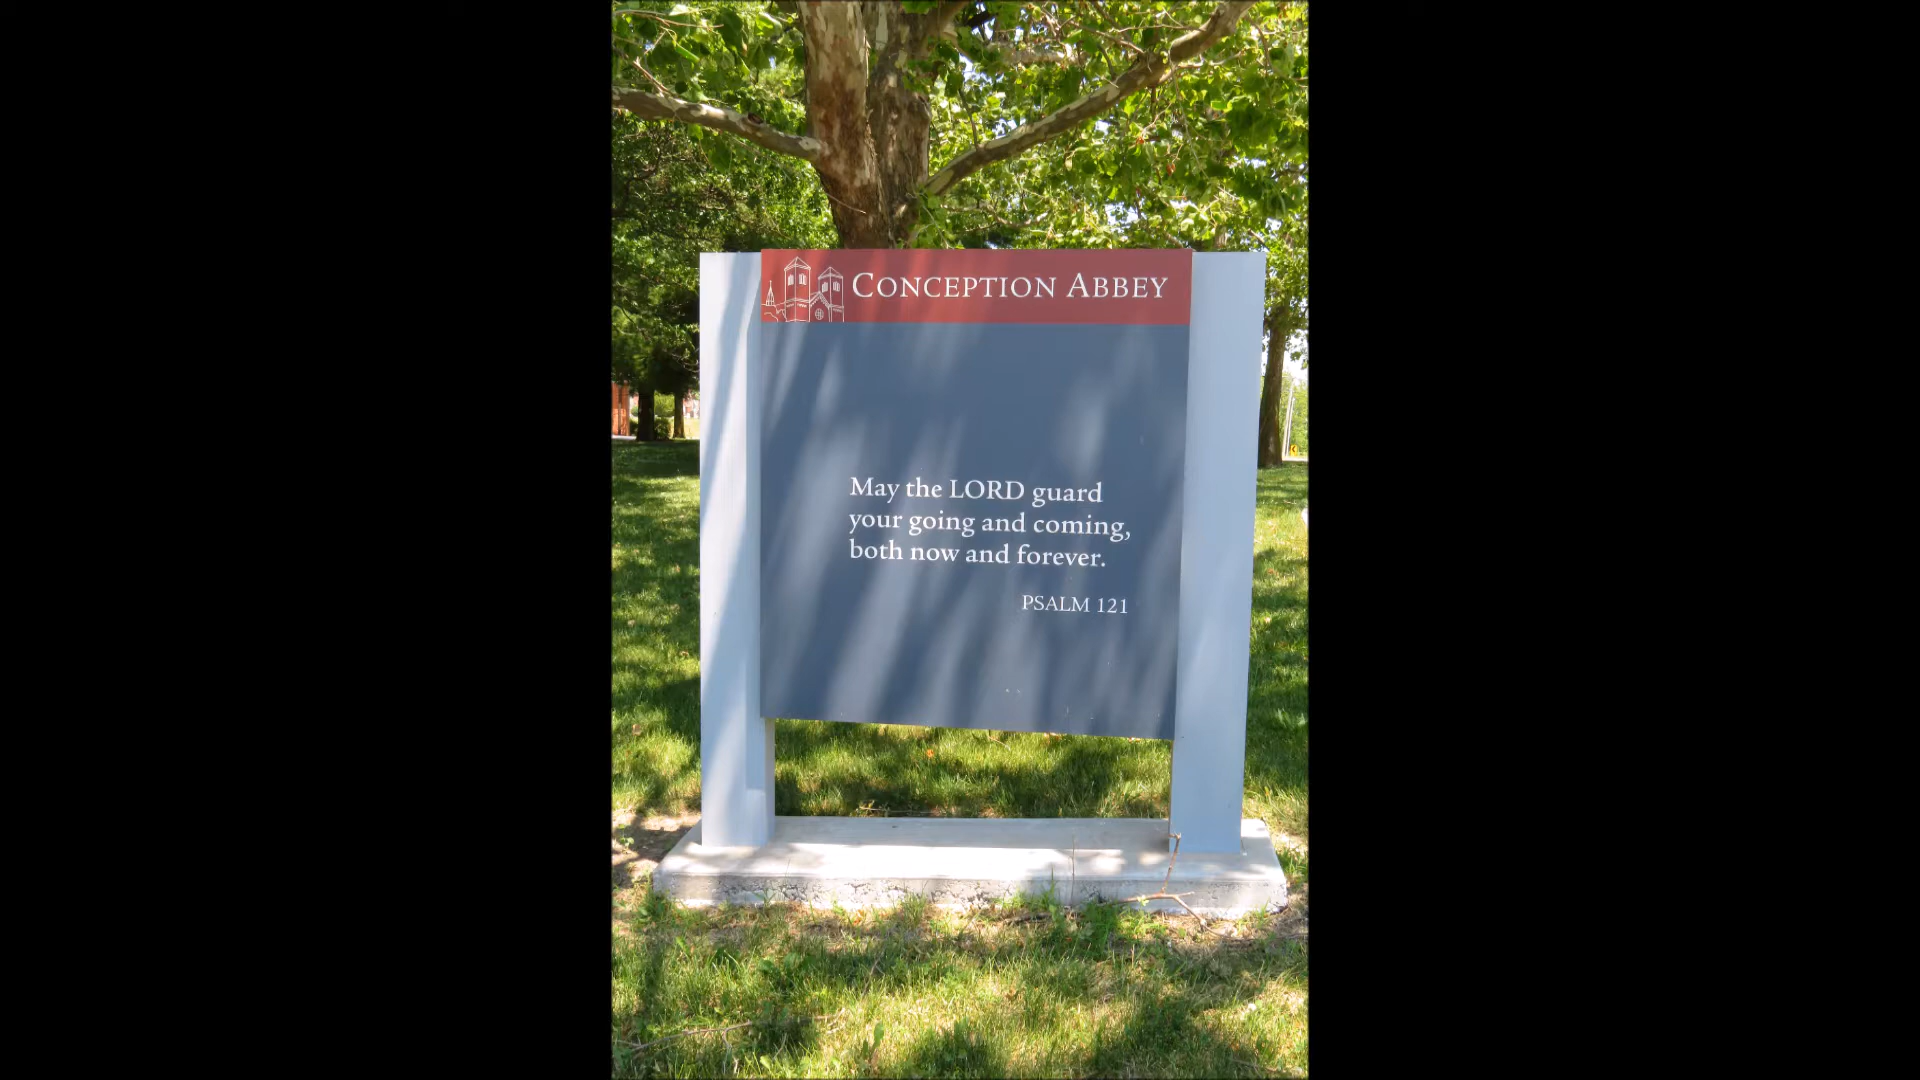 CONCEPTION ABBEY
May the LORD guard
your going and coming,
both now and forever.
PSALM 121